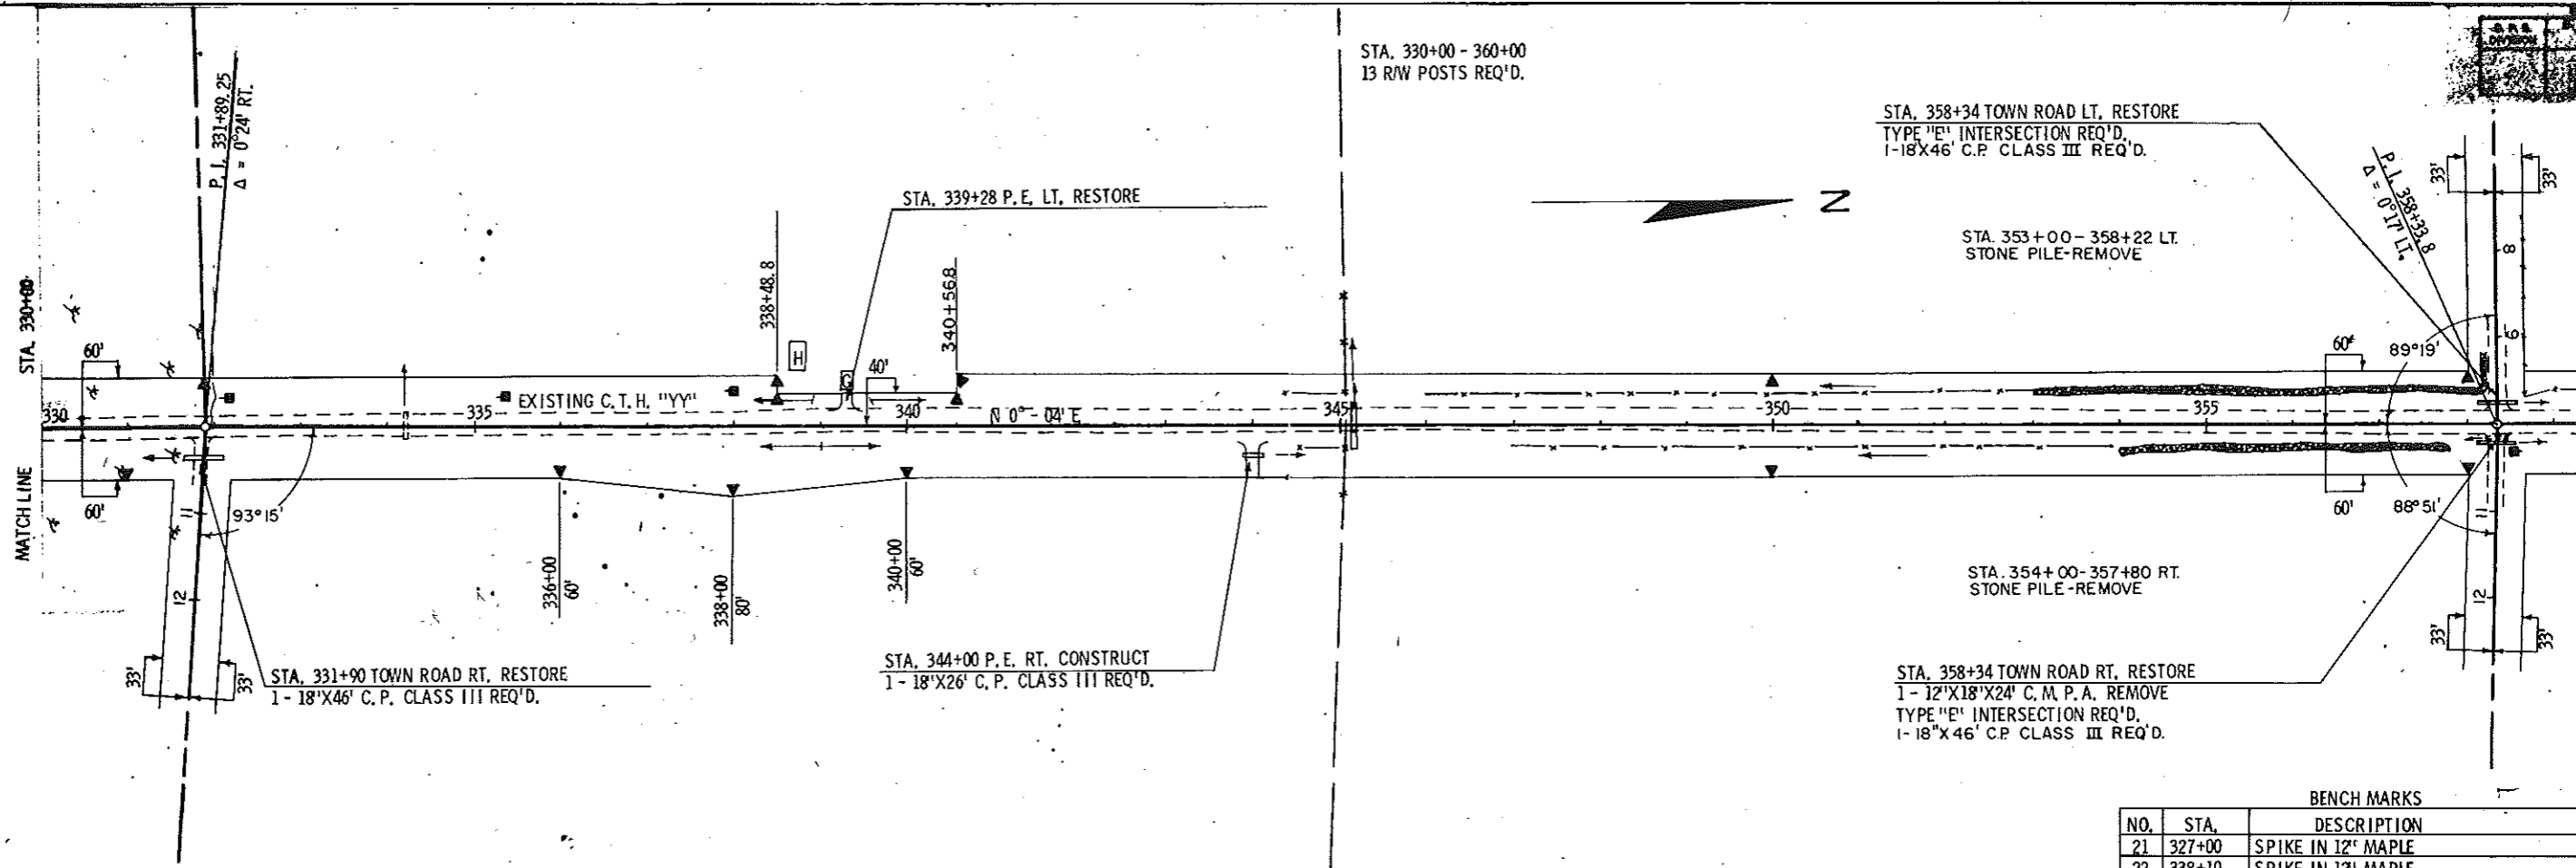 STA. 330+00 - 360+00
13 R/W POSTS REQ'D.
P. I. 331+89.25
Δ = 0°24' RT.
STA. 339+28 P. E. LT. RESTORE
N
STA. 358+34 TOWN ROAD LT. RESTORE
TYPE "E" INTERSECTION REQ'D.
1-18"X46' C.P. CLASS III REQ'D.
P. I. 358+33.8
Δ = 0°17' LT.
33'
33'
STA. 353+00-358+22 LT.
STONE PILE-REMOVE
8
9
STA. 330+00
MATCH LINE
338+48.8
H
G
340+56.8
40'
60'
60'
60'
60'
89°19'
88°51'
330
335
EXISTING C. T. H. "YY"
340
N 0° - 04' E
345
350
355
93°15'
11
12
33'
33'
336+00
60'
338+00
80'
340+00
60'
11
12
33'
33'
STA. 354+00-357+80 RT.
STONE PILE-REMOVE
STA. 331+90 TOWN ROAD RT. RESTORE
1 - 18"X46' C. P. CLASS III REQ'D.
STA. 344+00 P. E. RT. CONSTRUCT
1 - 18"X26' C. P. CLASS III REQ'D.
STA. 358+34 TOWN ROAD RT. RESTORE
1 - 12"X18"X24' C. M. P. A. REMOVE
TYPE "E" INTERSECTION REQ'D.
1-18"X46' C.P. CLASS III REQ'D.
BENCH MARKS
NO. STA. DESCRIPTION
21 327+00 SPIKE IN 12" MAPLE
22 338+10 SPIKE IN 12" MAPLE